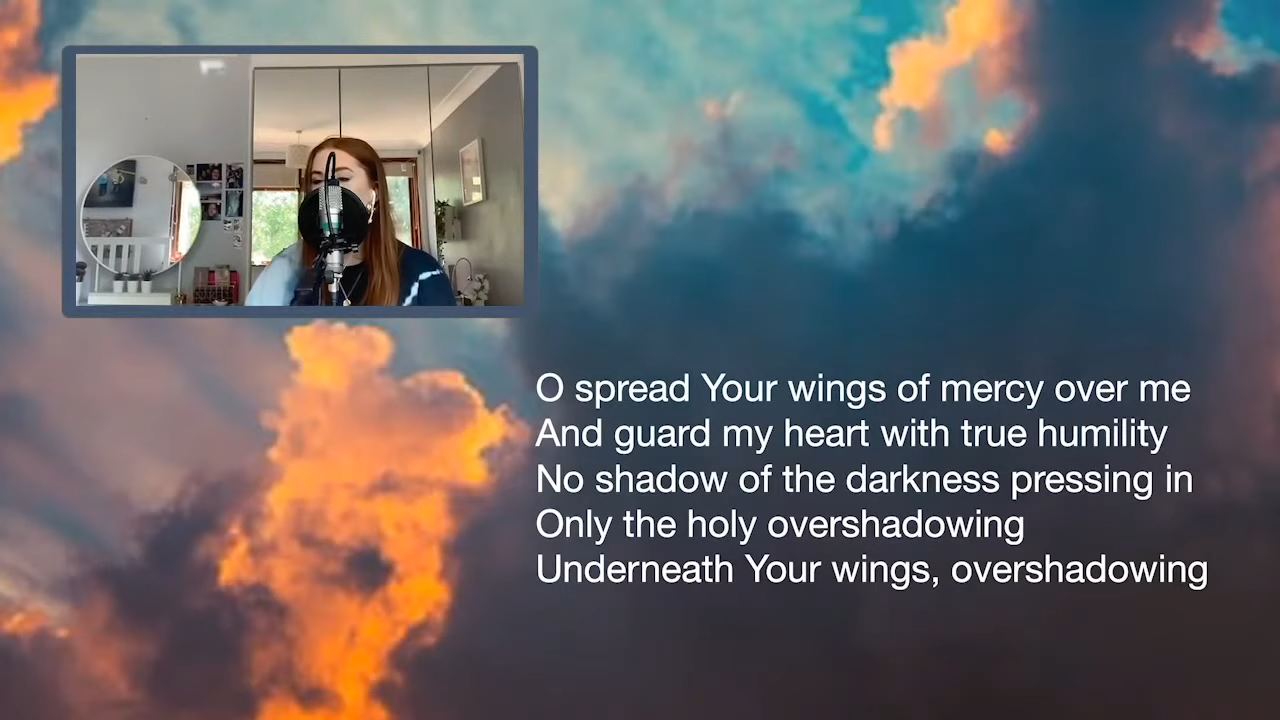 O spread Your wings of mercy over me
And guard my heart with true humility
No shadow of the darkness pressing in
Only the holy overshadowing
Underneath Your wings, overshadowing